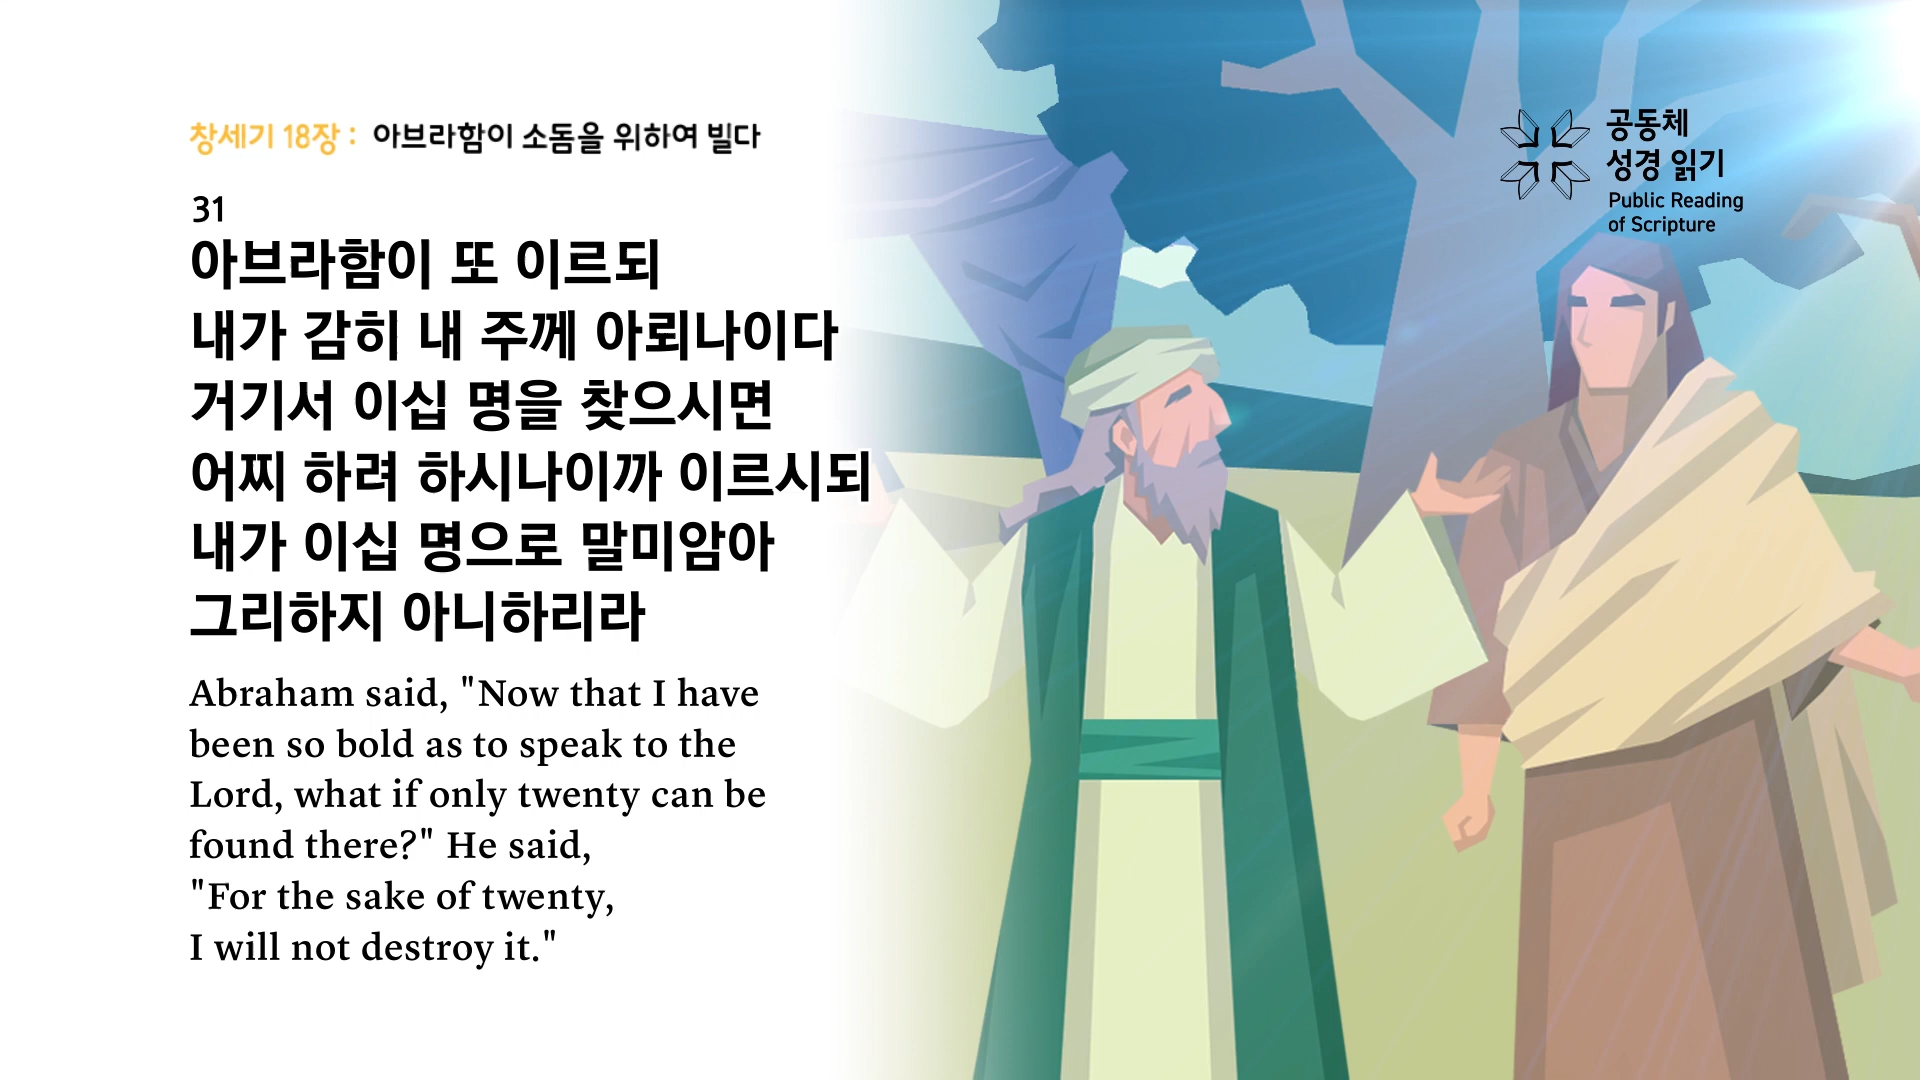 창세기 18장 : 아브라함이 소돔을 위하여 빌다
31
아브라함이 또 이르되
내가 감히 내 주께 아뢰나이다
거기서 이십 명을 찾으시면
어찌 하려 하시나이까 이르시되
내가 이십 명으로 말미암아
그리하지 아니하리라
Abraham said, "Now that I have
been so bold as to speak to the
Lord, what if only twenty can be
found there?" He said,
"For the sake of twenty,
I will not destroy it."
공동체
성경 읽기
Public Reading
of Scripture